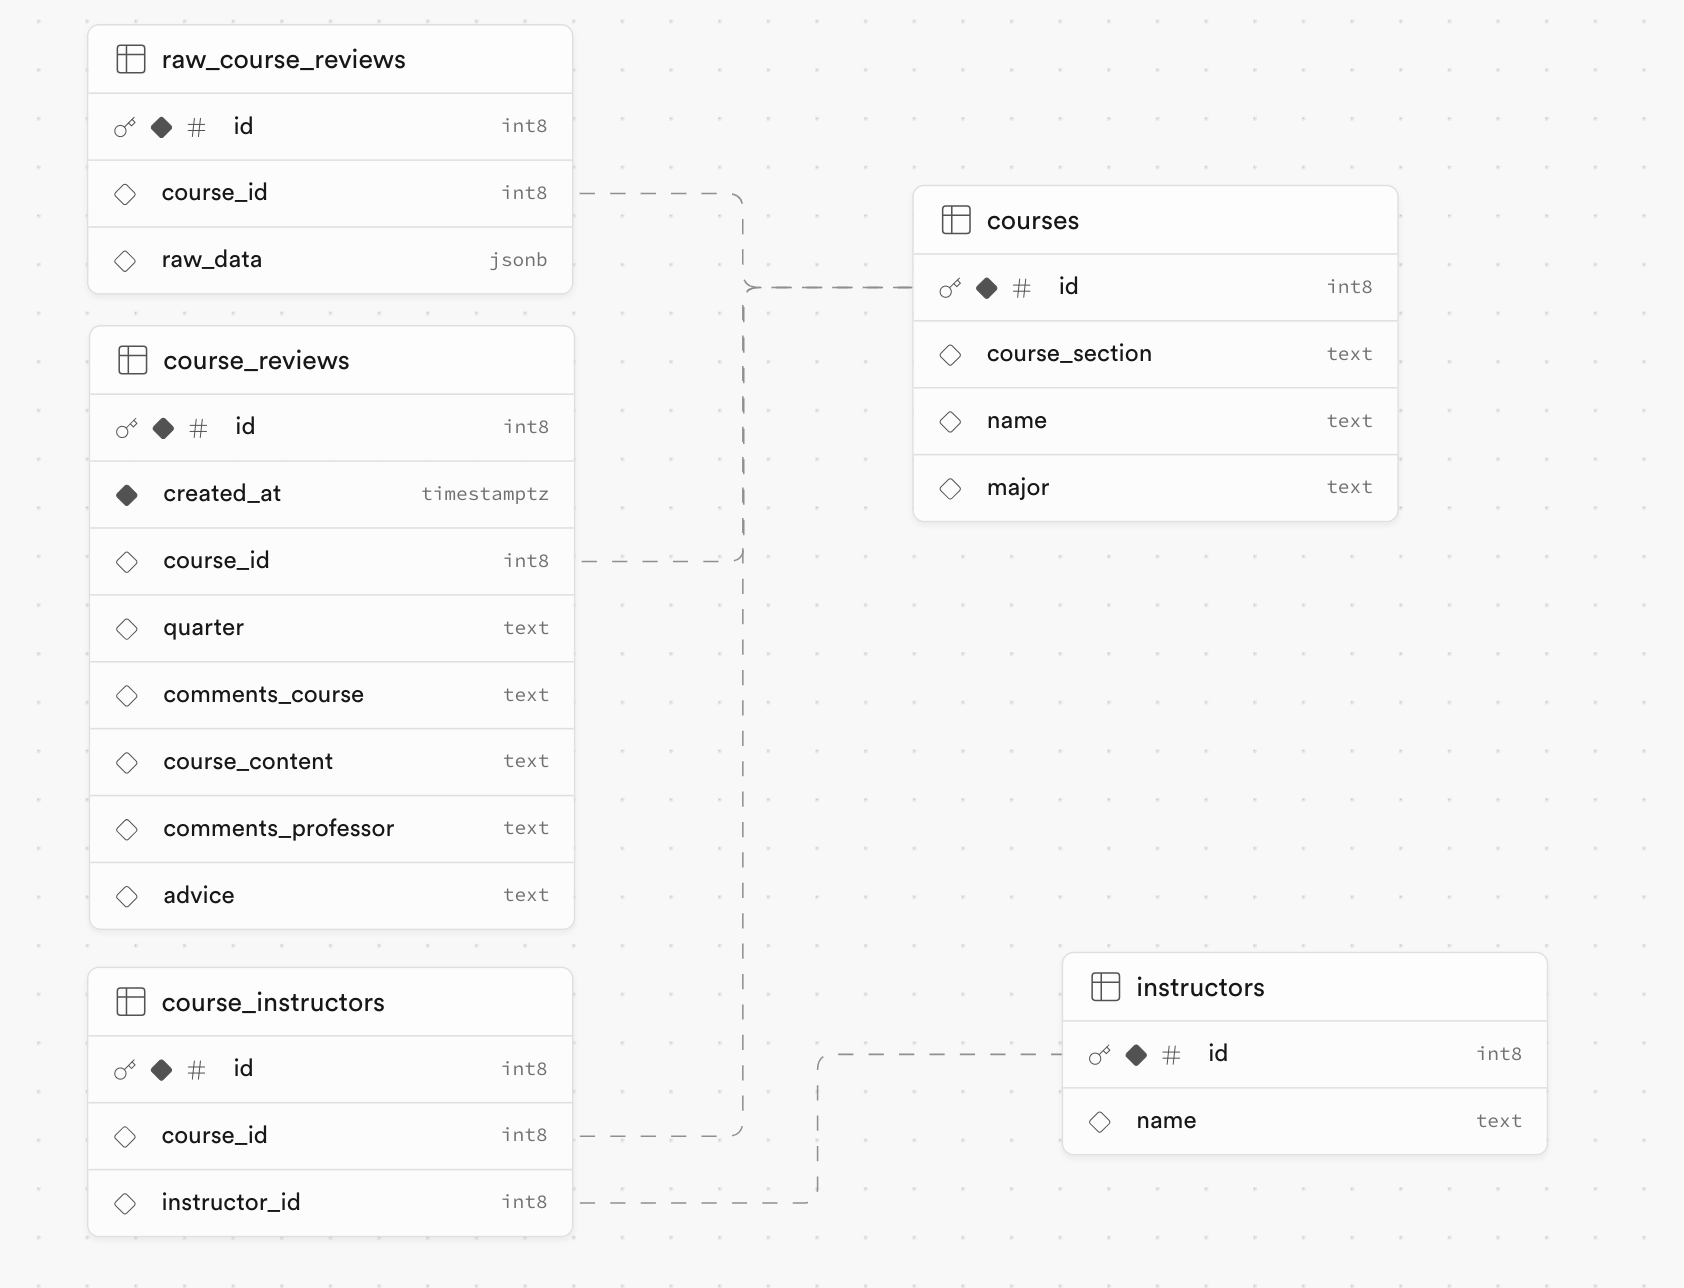 raw_course_reviews
id int8
course_id int8
raw_data jsonb
course_reviews
id int8
created_at timestamptz
course_id int8
quarter text
comments_course text
course_content text
comments_professor text
advice text
course_instructors
id int8
course_id int8
instructor_id int8
courses
id int8
course_section text
name text
major text
instructors
id int8
name text